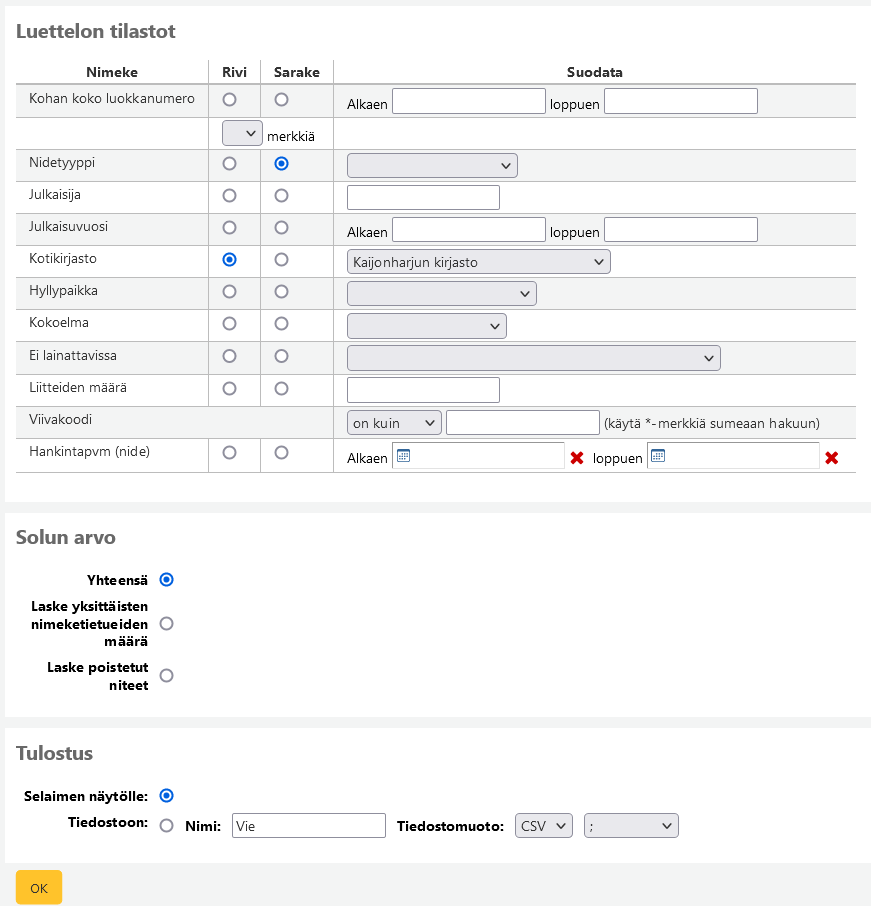 Luettelon tilastot
Nimeke Rivi Sarake Suodata
Kohan koko luokkanumero Alkaen loppuen
merkkiä
Nidetyyppi
Julkaisija
Julkaisuvuosi Alkaen loppuen
Kotikirjasto Kaijonharjun kirjasto
Hyllypaikka
Kokoelma
Ei lainattavissa
Liitteiden määrä
Viivakoodi on kuin (käytä *-merkkiä sumeaan hakuun)
Hankintapvm (nide) Alkaen loppuen
Solun arvo
Yhteensä
Laske yksittäisten
nimeketietueiden
määrä
Laske poistetut
niteet
Tulostus
Selaimen näytölle:
Tiedostoon: Nimi: Vie Tiedostomuoto: CSV ;
OK